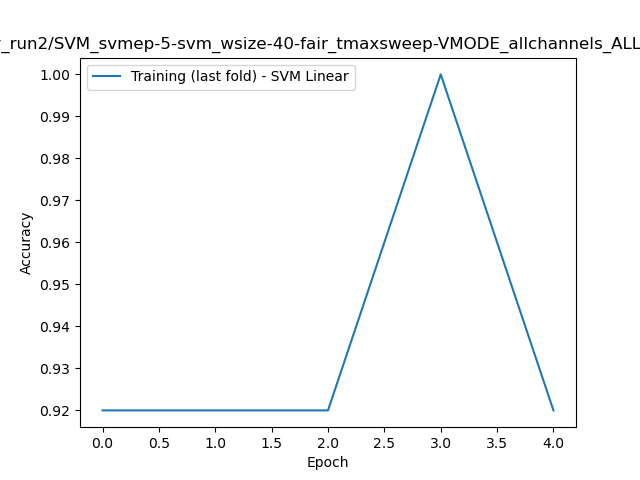 _run2/SVM_svmep-5-svm_wsize-40-fair_tmaxsweep-VMODE_allchannels_ALL
Training (last fold) - SVM Linear
1.00
0.99
0.98
0.97
0.96
0.95
0.94
0.93
0.92
Accuracy
0.0 0.5 1.0 1.5 2.0 2.5 3.0 3.5 4.0
Epoch